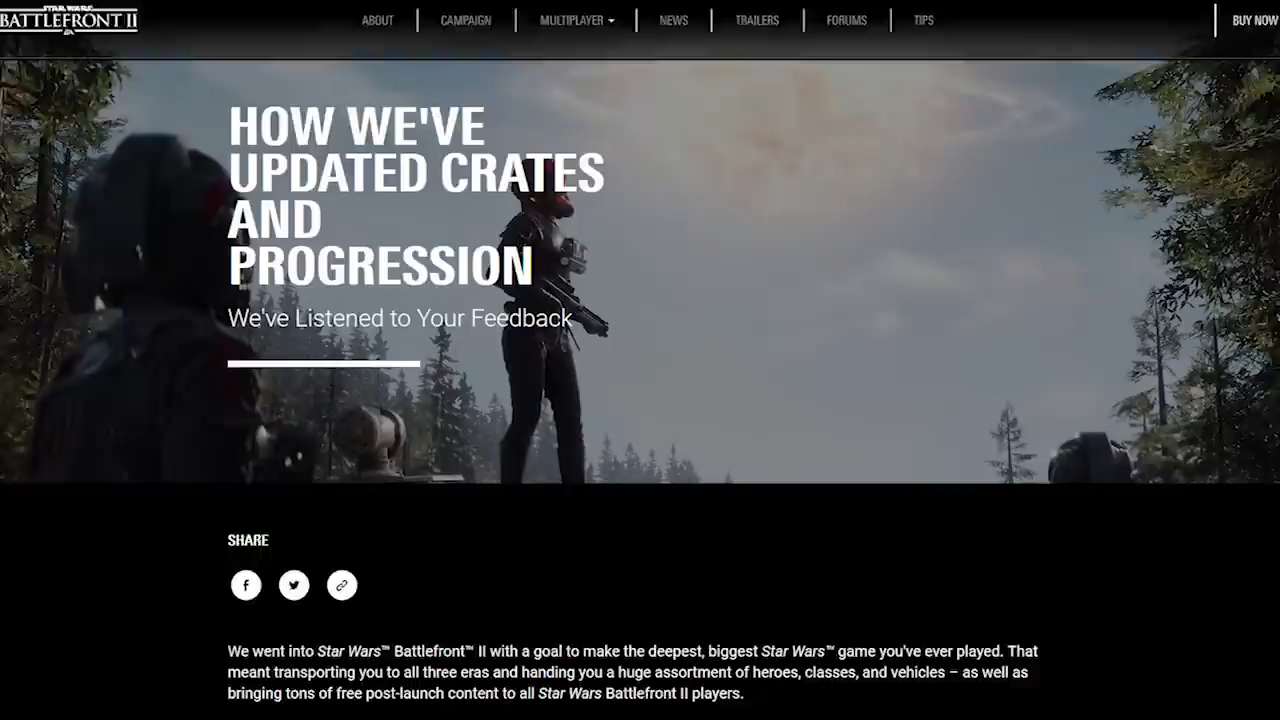 STAR WARS
BATTLEFRONT II
ABOUT
CAMPAIGN
MULTIPLAYER
NEWS
TRAILERS
FORUMS
TIPS
BUY NOW
HOW WE'VE
UPDATED CRATES
AND
PROGRESSION
We've Listened to Your Feedback
SHARE
We went into Star Wars™ Battlefront™ II with a goal to make the deepest, biggest Star Wars™ game you've ever played. That
meant transporting you to all three eras and handing you a huge assortment of heroes, classes, and vehicles – as well as
bringing tons of free post-launch content to all Star Wars Battlefront II players.